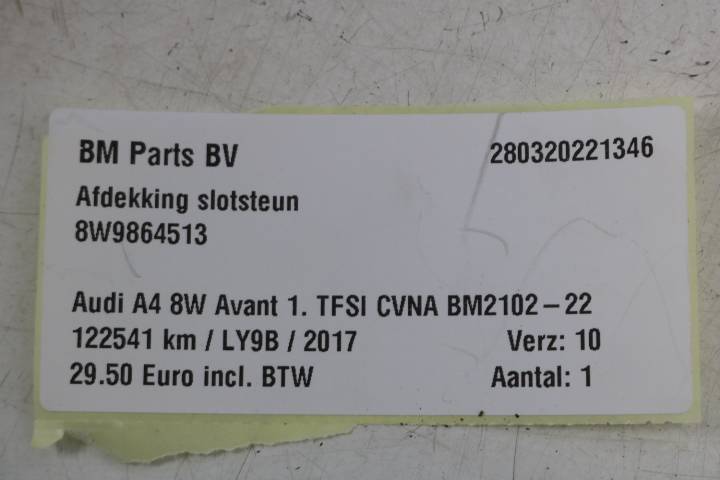 BM Parts BV 280320221346
Afdekking slotsteun
8W9864513
Audi A4 8W Avant 1. TFSI CVNA BM2102-22
122541 km / LY9B / 2017 Verz: 10
29.50 Euro incl. BTW Aantal: 1